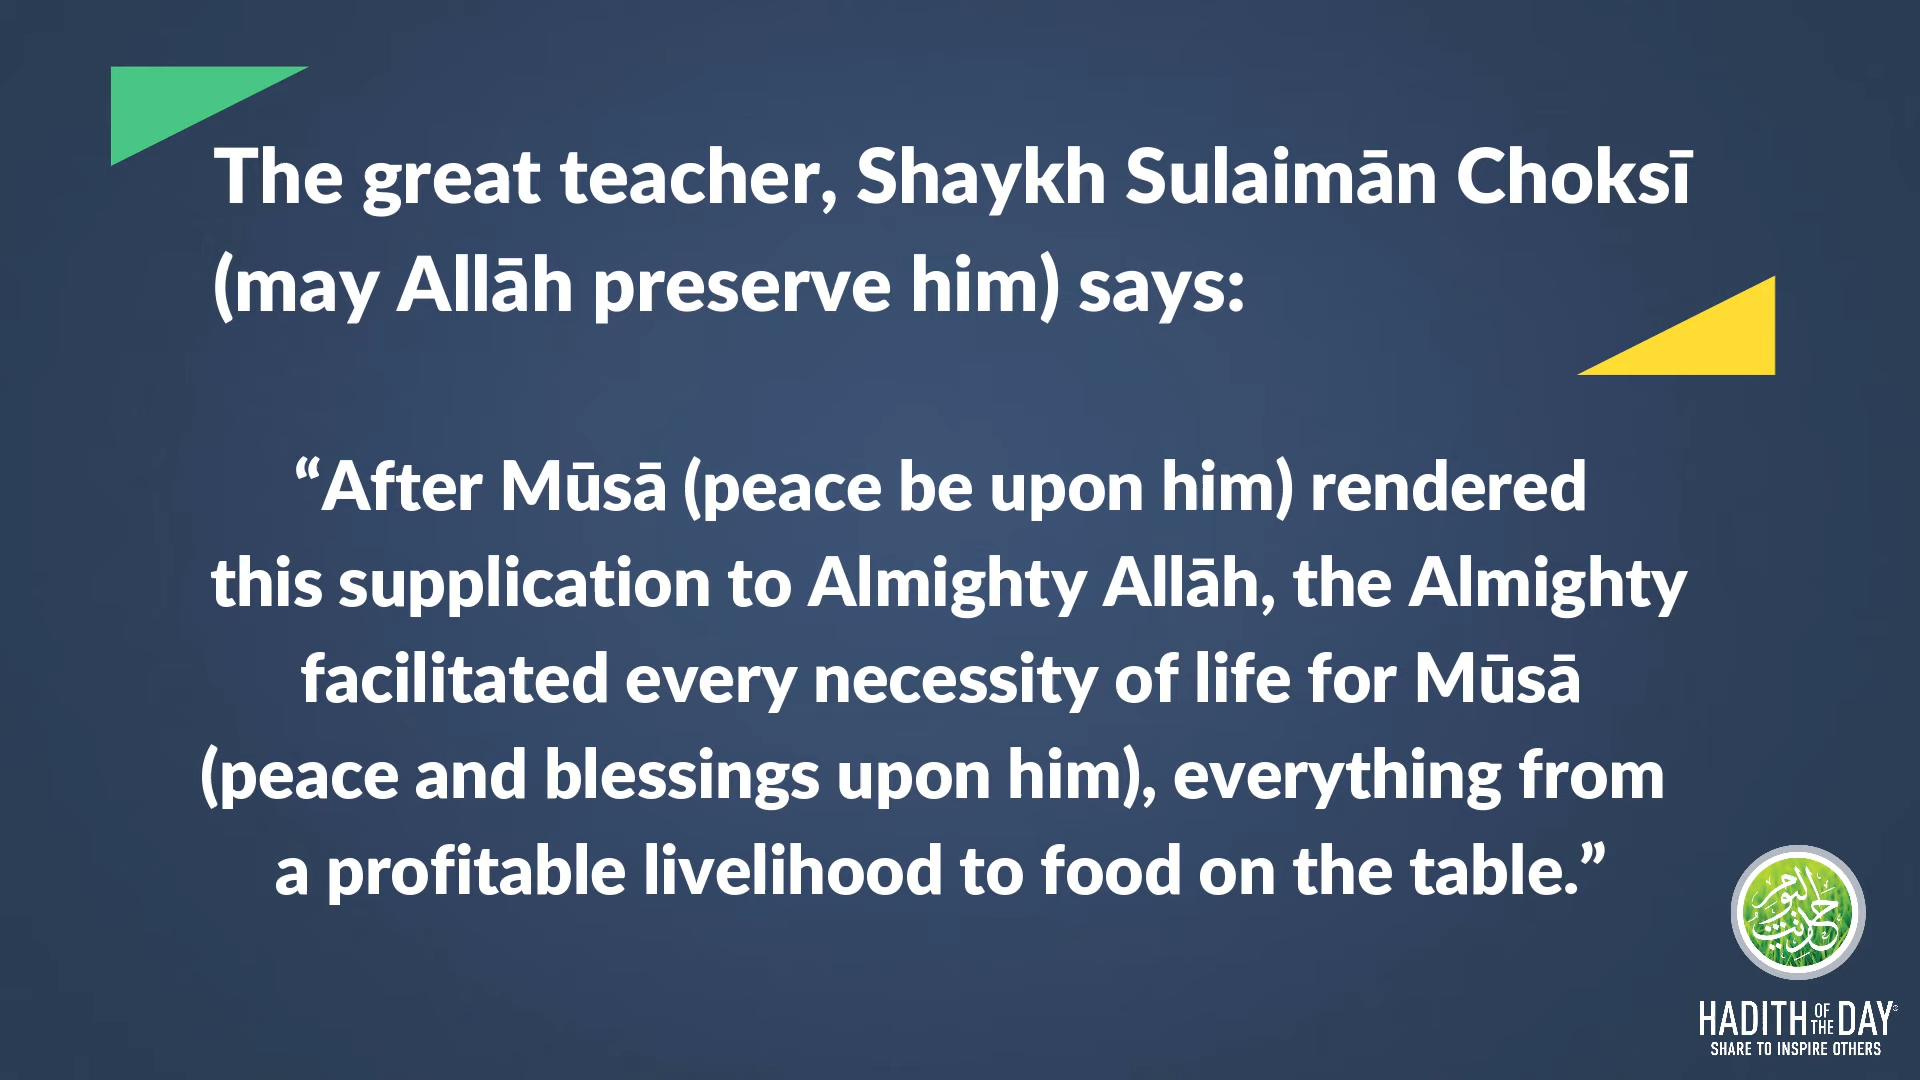 The great teacher, Shaykh Sulaimān Choksī
(may Allāh preserve him) says:
“After Mūsā (peace be upon him) rendered
this supplication to Almighty Allāh, the Almighty
facilitated every necessity of life for Mūsā
(peace and blessings upon him), everything from
a profitable livelihood to food on the table.”
حديث اليوم
HADITH OF THE DAY®
SHARE TO INSPIRE OTHERS